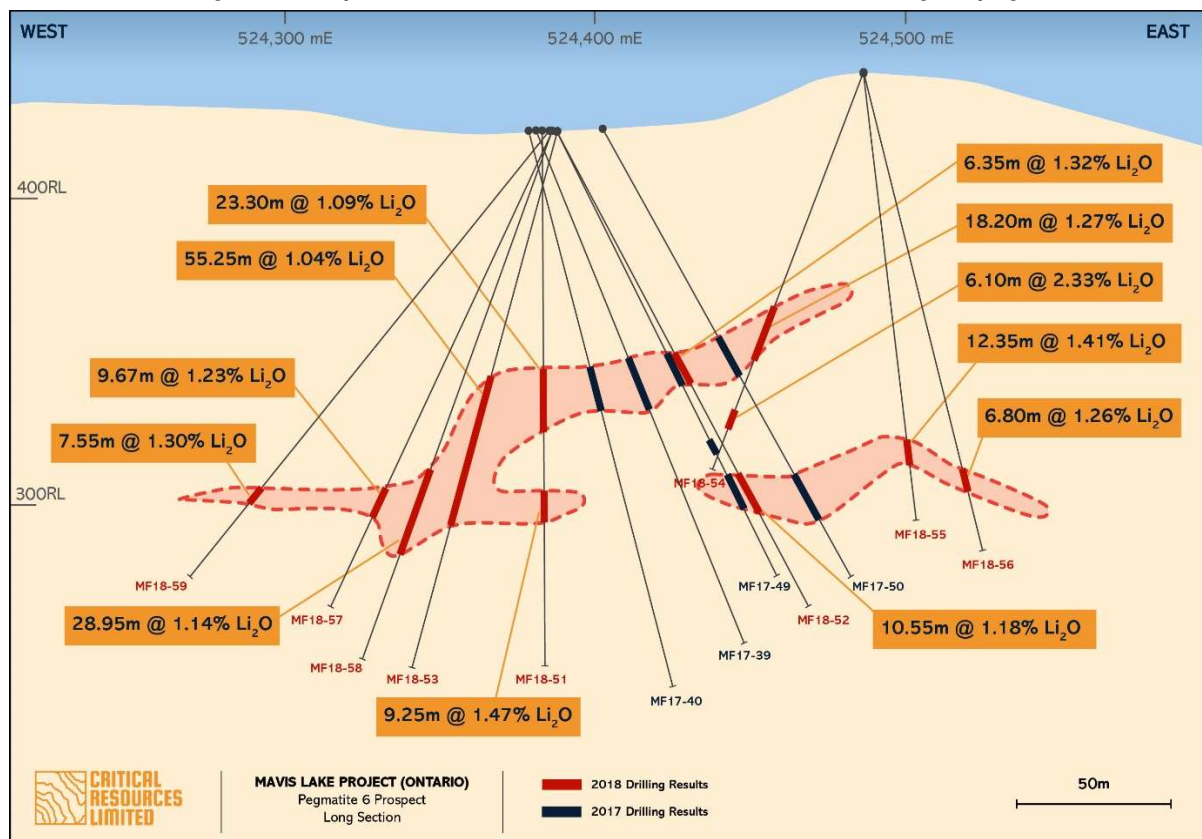 WEST
524,300 mE
524,400 mE
524,500 mE
EAST
400RL
300RL
23.30m @ 1.09% Li₂O
55.25m @ 1.04% Li₂O
9.67m @ 1.23% Li₂O
7.55m @ 1.30% Li₂O
28.95m @ 1.14% Li₂O
9.25m @ 1.47% Li₂O
6.35m @ 1.32% Li₂O
18.20m @ 1.27% Li₂O
6.10m @ 2.33% Li₂O
12.35m @ 1.41% Li₂O
6.80m @ 1.26% Li₂O
10.55m @ 1.18% Li₂O
MF18-59
MF18-57
MF18-58
MF18-53
MF18-51
MF17-40
MF17-39
MF17-49
MF18-52
MF17-50
MF18-54
MF18-55
MF18-56
CRITICAL
RESOURCES
LIMITED
MAVIS LAKE PROJECT (ONTARIO)
Pegmatite 6 Prospect
Long Section
2018 Drilling Results
2017 Drilling Results
50m